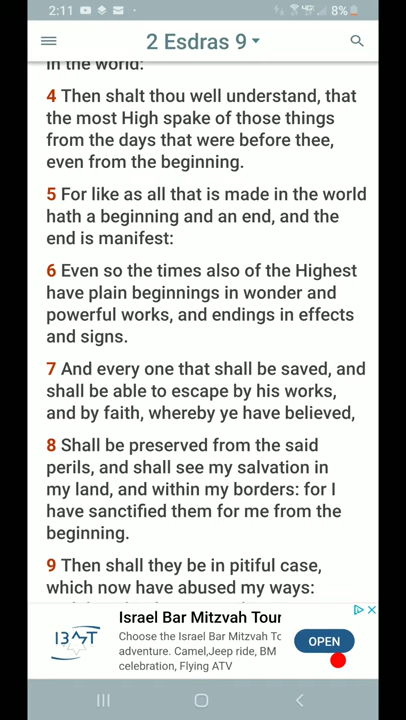 2:11
8%
2 Esdras 9
in the world:
4 Then shalt thou well understand, that
the most High spake of those things
from the days that were before thee,
even from the beginning.
5 For like as all that is made in the world
hath a beginning and an end, and the
end is manifest:
6 Even so the times also of the Highest
have plain beginnings in wonder and
powerful works, and endings in effects
and signs.
7 And every one that shall be saved, and
shall be able to escape by his works,
and by faith, whereby ye have believed,
8 Shall be preserved from the said
perils, and shall see my salvation in
my land, and within my borders: for I
have sanctified them for me from the
beginning.
9 Then shall they be in pitiful case,
which now have abused my ways:
Israel Bar Mitzvah Tour
Choose the Israel Bar Mitzvah To
adventure. Camel,Jeep ride, BM
celebration, Flying ATV
OPEN